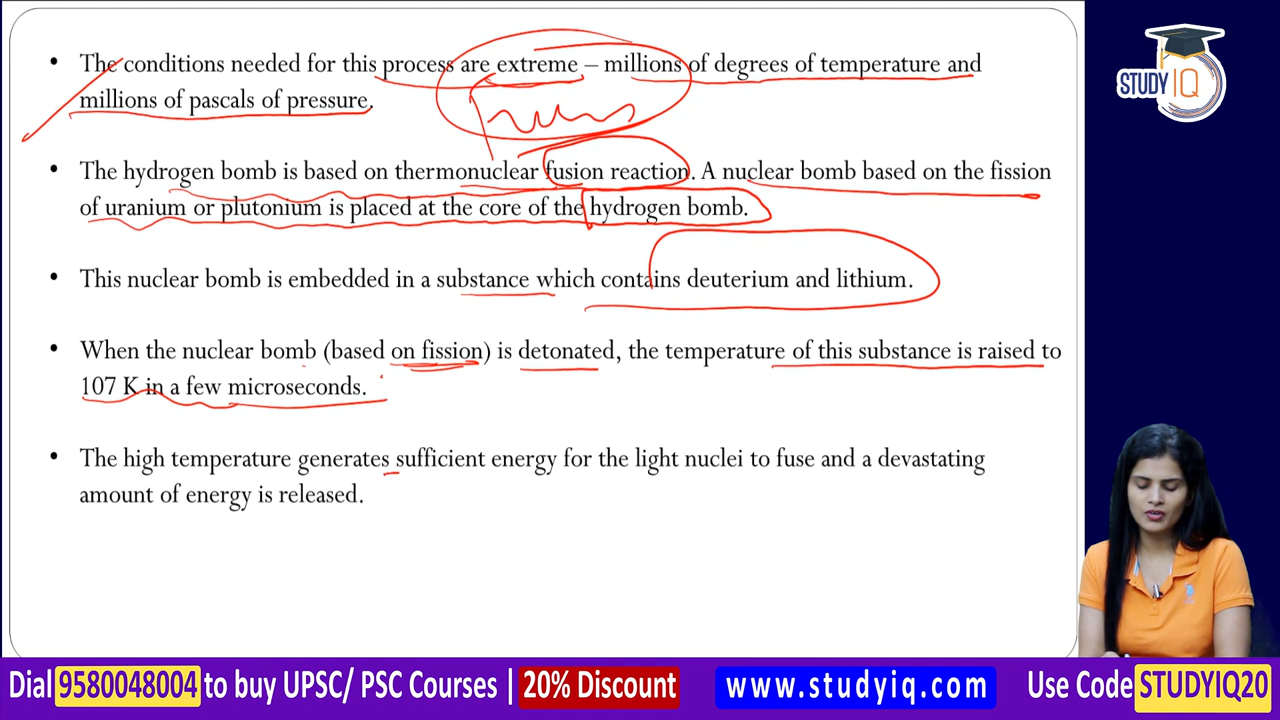 • The conditions needed for this process are extreme – millions of degrees of temperature and
millions of pascals of pressure.
• The hydrogen bomb is based on thermonuclear fusion reaction. A nuclear bomb based on the fission
of uranium or plutonium is placed at the core of the hydrogen bomb.
• This nuclear bomb is embedded in a substance which contains deuterium and lithium.
• When the nuclear bomb (based on fission) is detonated, the temperature of this substance is raised to
107 K in a few microseconds.
• The high temperature generates sufficient energy for the light nuclei to fuse and a devastating
amount of energy is released.
STUDY IQ
Dial 9580048004 to buy UPSC/ PSC Courses | 20% Discount www.studyiq.com Use Code STUDYIQ20